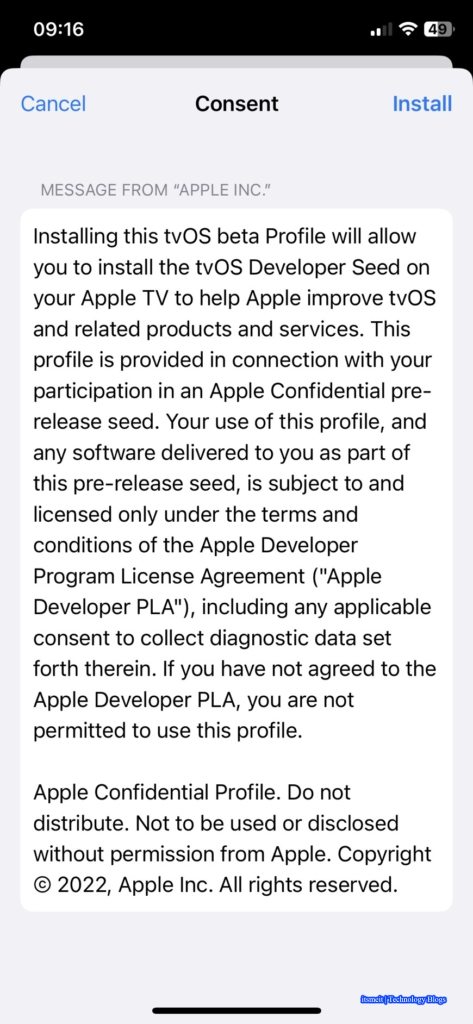 09:16
49
Cancel
Consent
Install
MESSAGE FROM “APPLE INC.”
Installing this tvOS beta Profile will allow
you to install the tvOS Developer Seed on
your Apple TV to help Apple improve tvOS
and related products and services. This
profile is provided in connection with your
participation in an Apple Confidential pre-
release seed. Your use of this profile, and
any software delivered to you as part of
this pre-release seed, is subject to and
licensed only under the terms and
conditions of the Apple Developer
Program License Agreement ("Apple
Developer PLA"), including any applicable
consent to collect diagnostic data set
forth therein. If you have not agreed to the
Apple Developer PLA, you are not
permitted to use this profile.
Apple Confidential Profile. Do not
distribute. Not to be used or disclosed
without permission from Apple. Copyright
© 2022, Apple Inc. All rights reserved.
itsmeit | Technology Blogs